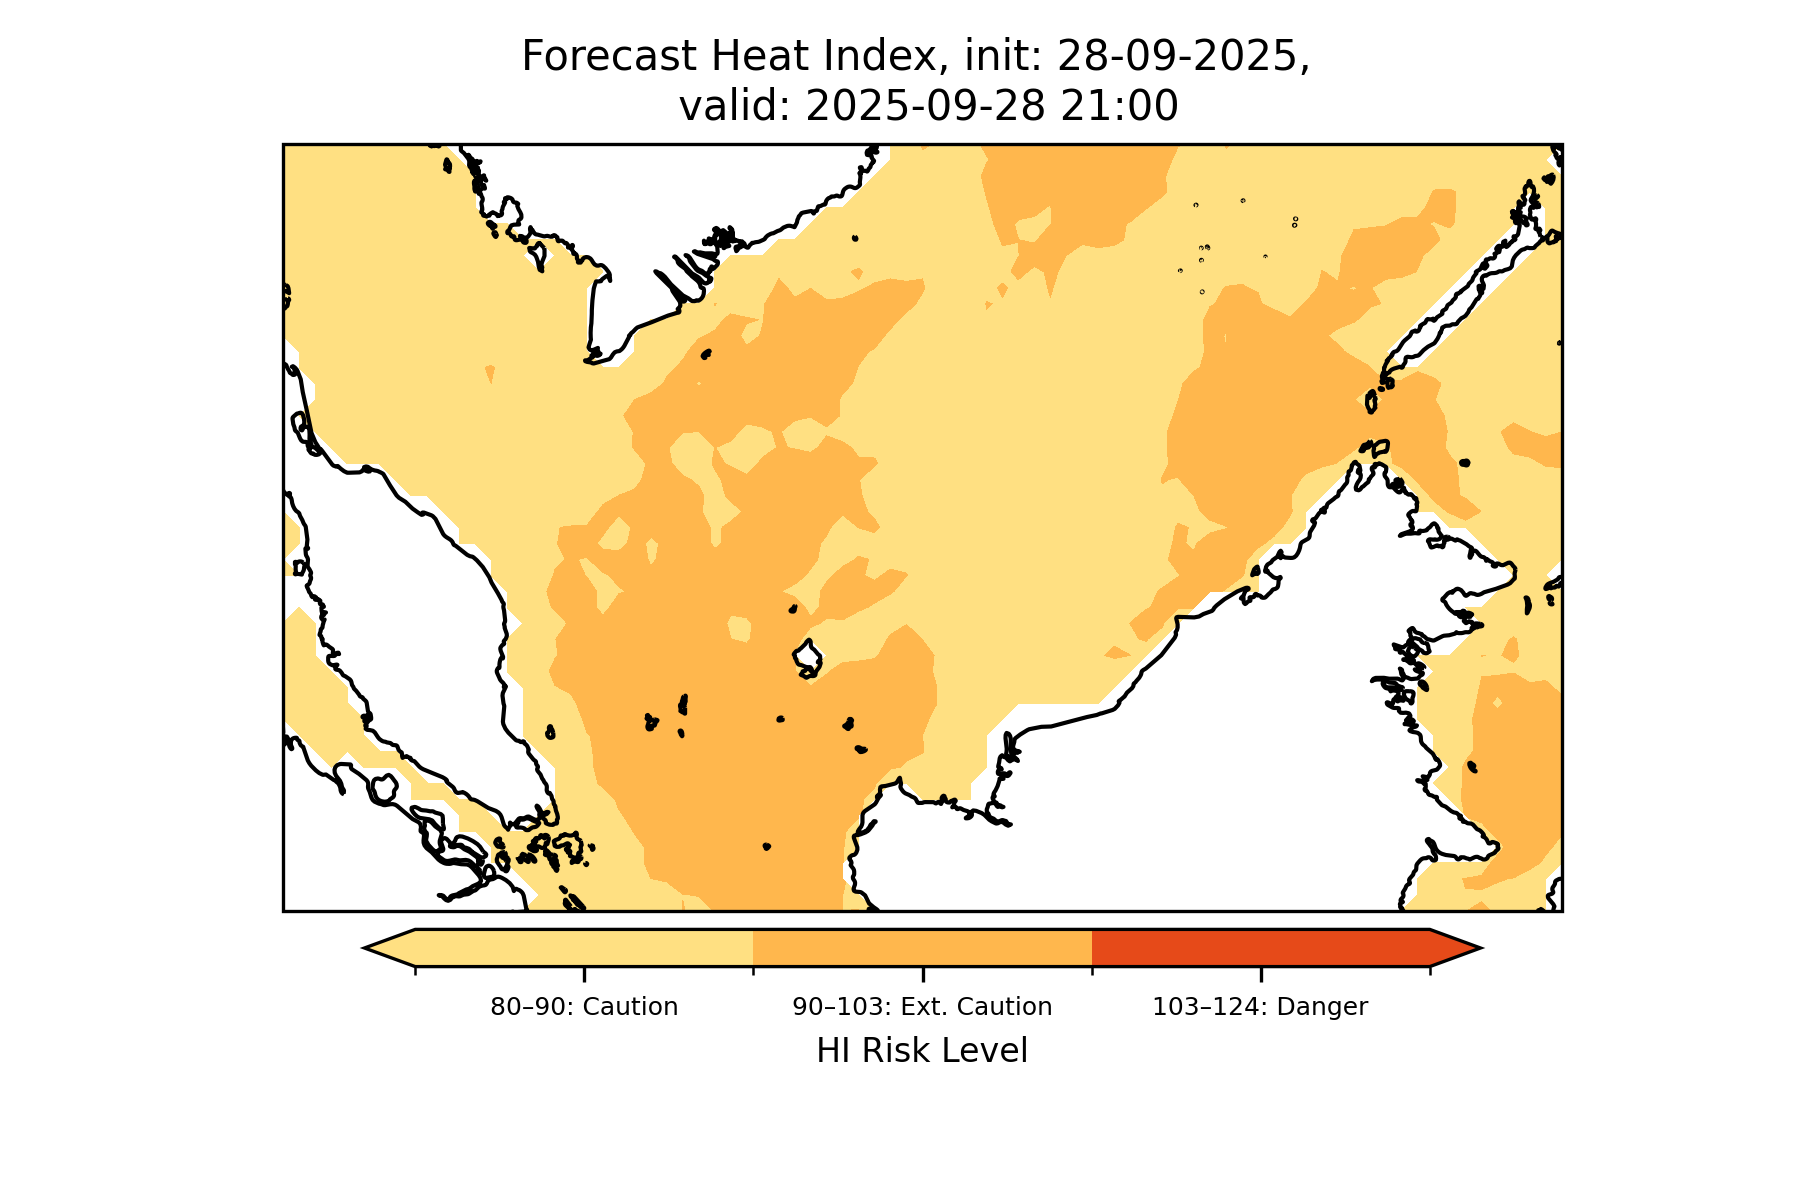 Forecast Heat Index, init: 28-09-2025,
valid: 2025-09-28 21:00
80–90: Caution
90–103: Ext. Caution
103–124: Danger
HI Risk Level